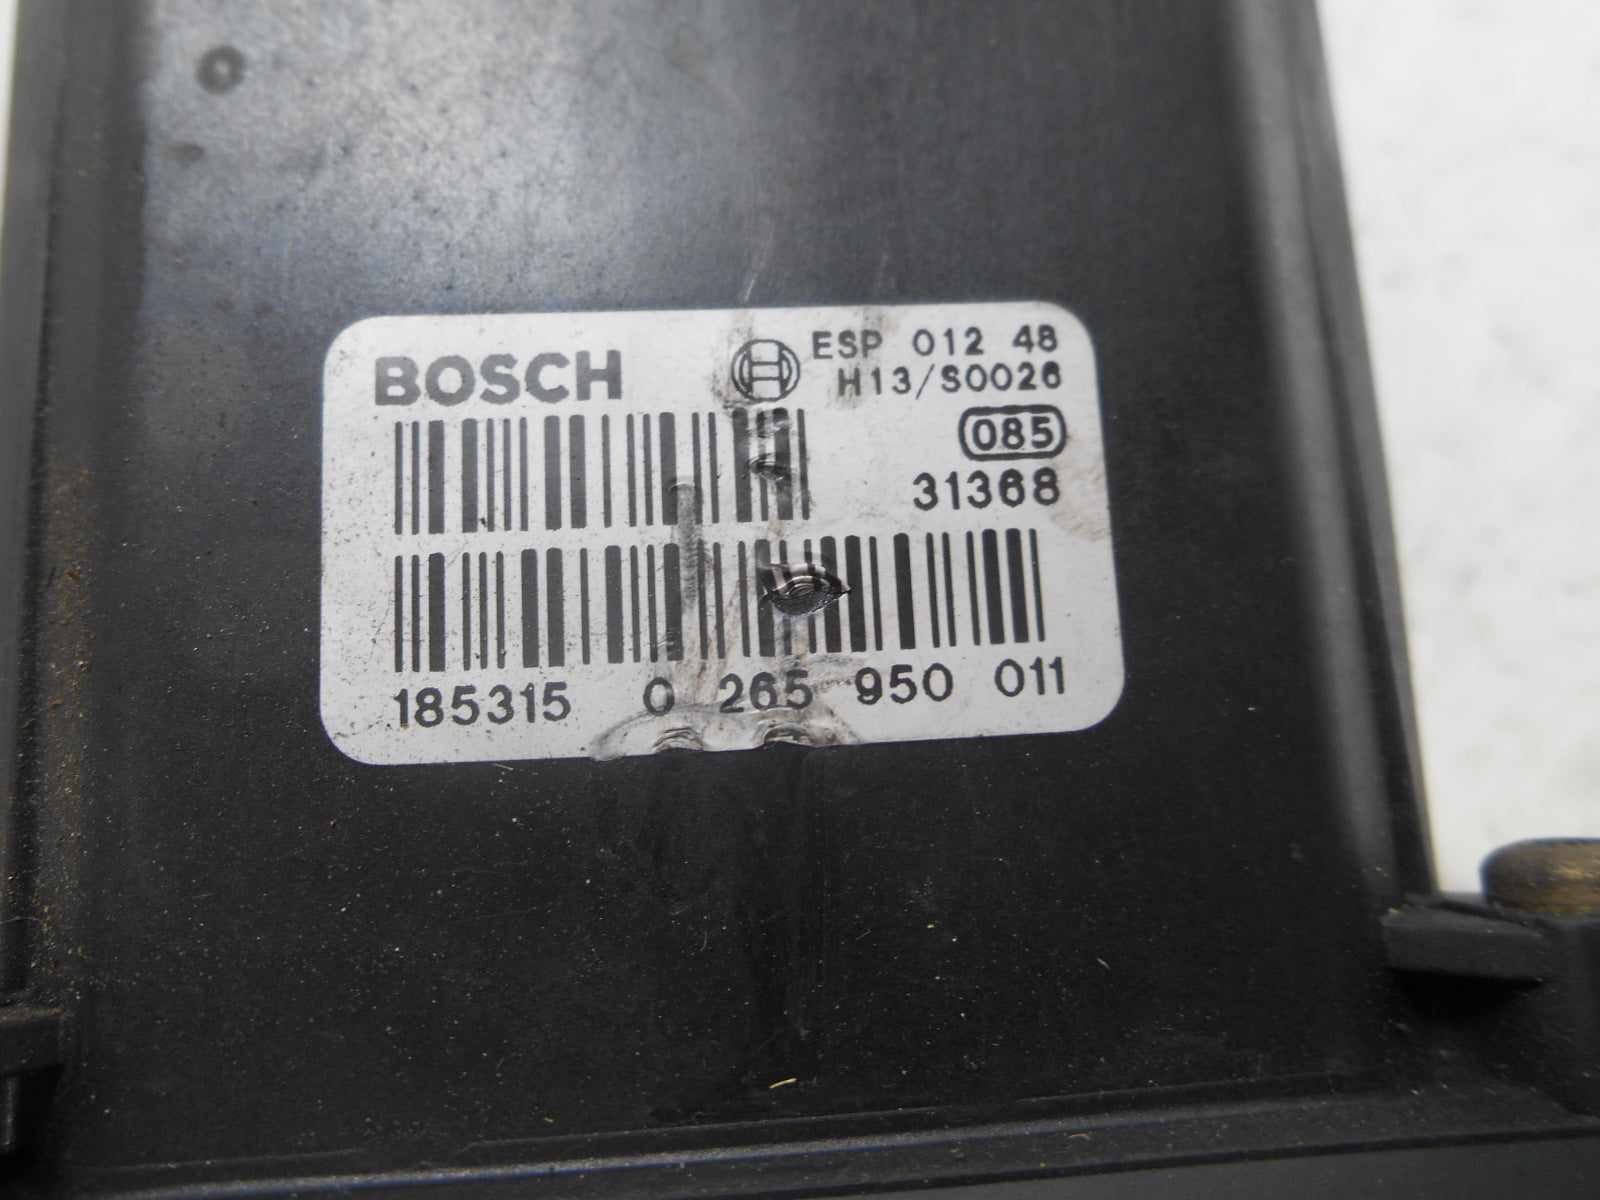 BOSCH
ESP 012 48
H13/S0026
085
31368
185315 0 265 950 011